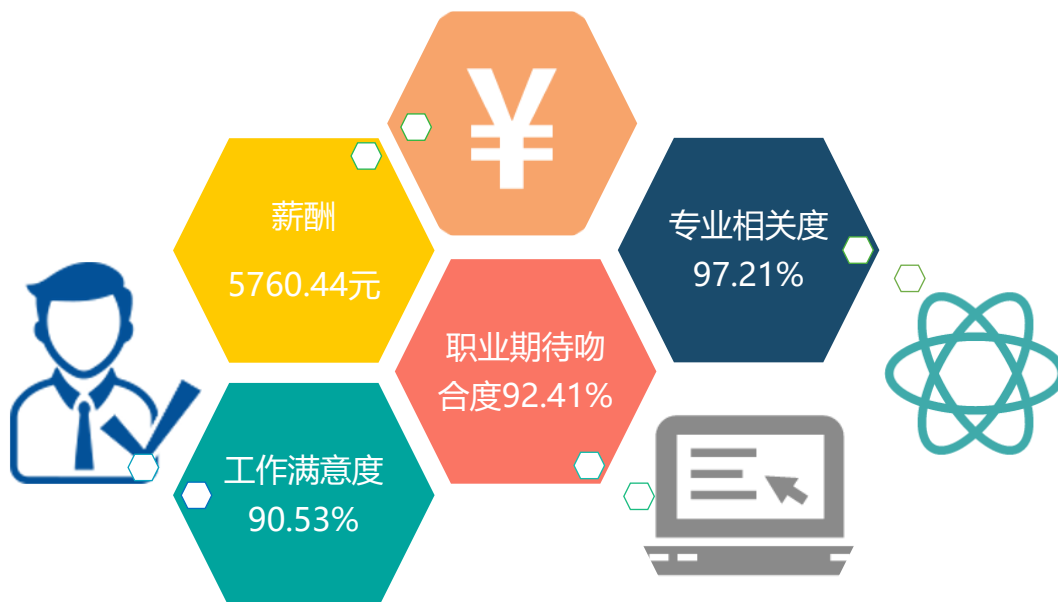 ¥
薪酬
5760.44元
专业相关度
97.21%
职业期待吻
合度92.41%
工作满意度
90.53%